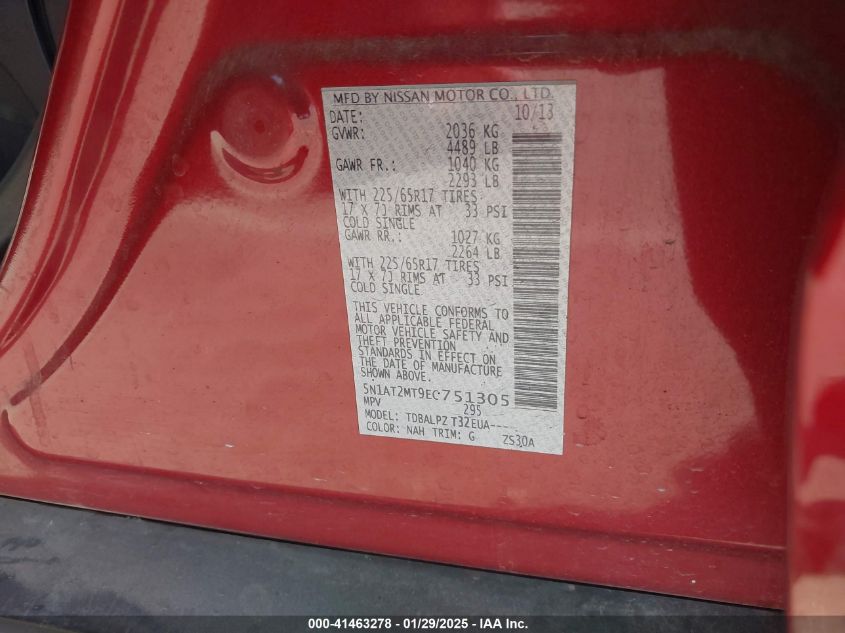 MFD BY NISSAN MOTOR CO., LTD.
DATE: 10/13
GVWR: 2036 KG
4489 LB
GAWR FR.: 1040 KG
2293 LB
WITH 225/65R17 TIRES
17 X 7J RIMS AT 33 PSI
COLD SINGLE
GAWR RR.: 1027 KG
2264 LB
WITH 225/65R17 TIRES
17 X 7J RIMS AT 33 PSI
COLD SINGLE
THIS VEHICLE CONFORMS TO
ALL APPLICABLE FEDERAL
MOTOR VEHICLE SAFETY AND
THEFT PREVENTION
STANDARDS IN EFFECT ON
THE DATE OF MANUFACTURE
SHOWN ABOVE.
5N1AT2MT9EC751305
MPV 295
MODEL: TDBALPZ T32EUA----
COLOR: NAH TRIM: G ZS30A
000-41463278 - 01/29/2025 - IAA Inc.